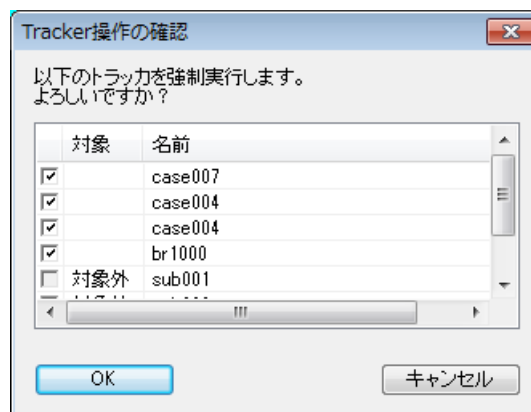 Tracker操作の確認
以下のトラッカを強制実行します。
よろしいですか？
対象 名前
case007
case004
case004
br1000
対象外 sub001
OK キャンセル